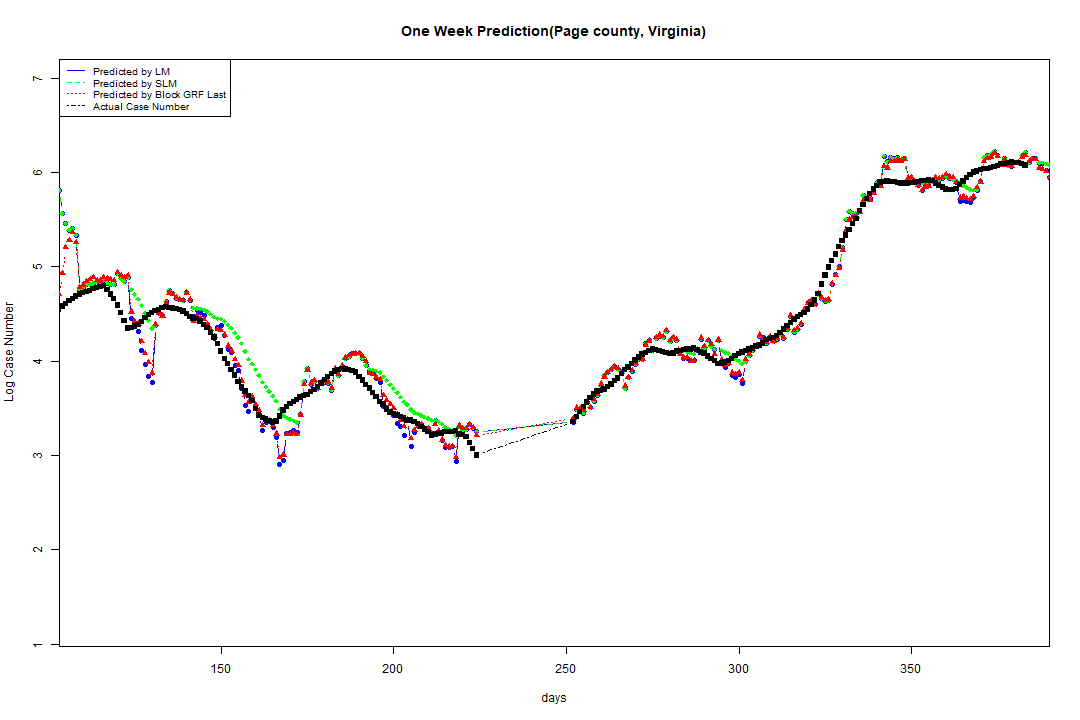 One Week Prediction(Page county, Virginia)
Predicted by LM
Predicted by SLM
Predicted by Block GRF Last
Actual Case Number
7
6
5
4
3
2
1
Log Case Number
150 200 250 300 350
days